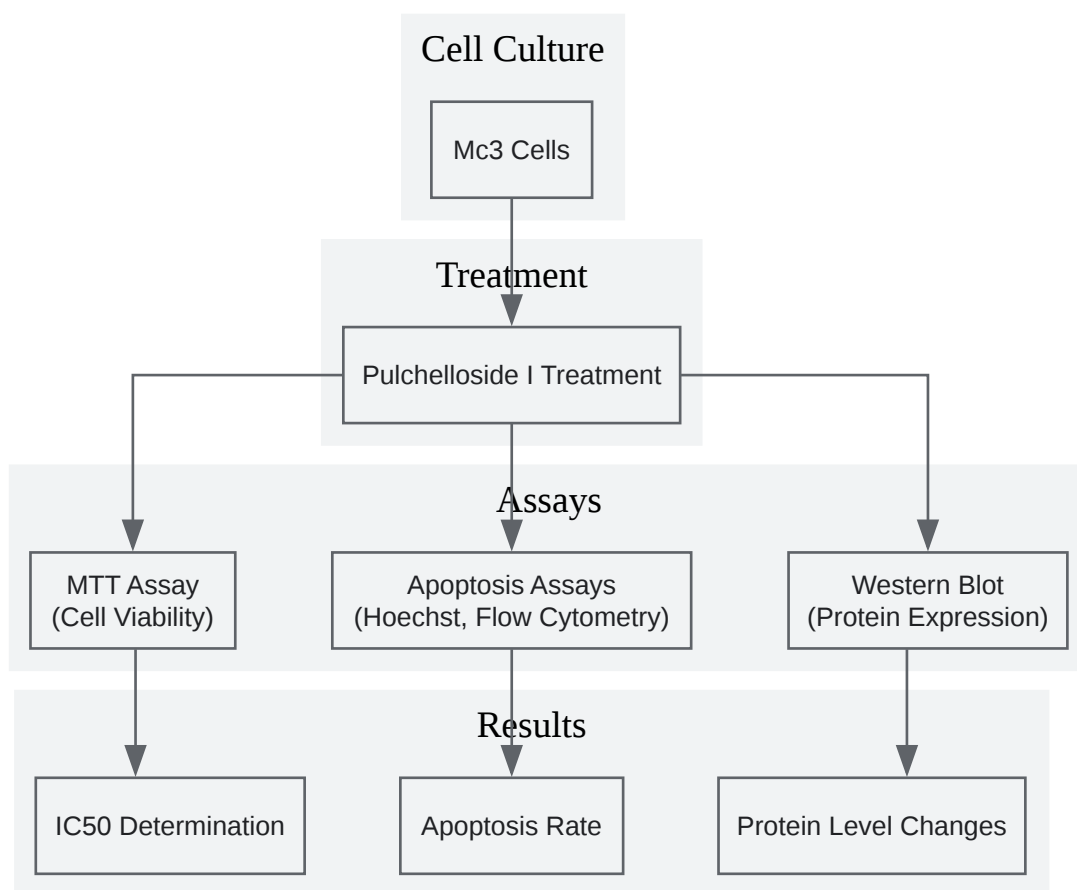 Cell Culture
Mc3 Cells
Treatment
Pulchelloside I Treatment
Assays
MTT Assay
(Cell Viability)
Apoptosis Assays
(Hoechst, Flow Cytometry)
Western Blot
(Protein Expression)
Results
IC50 Determination
Apoptosis Rate
Protein Level Changes